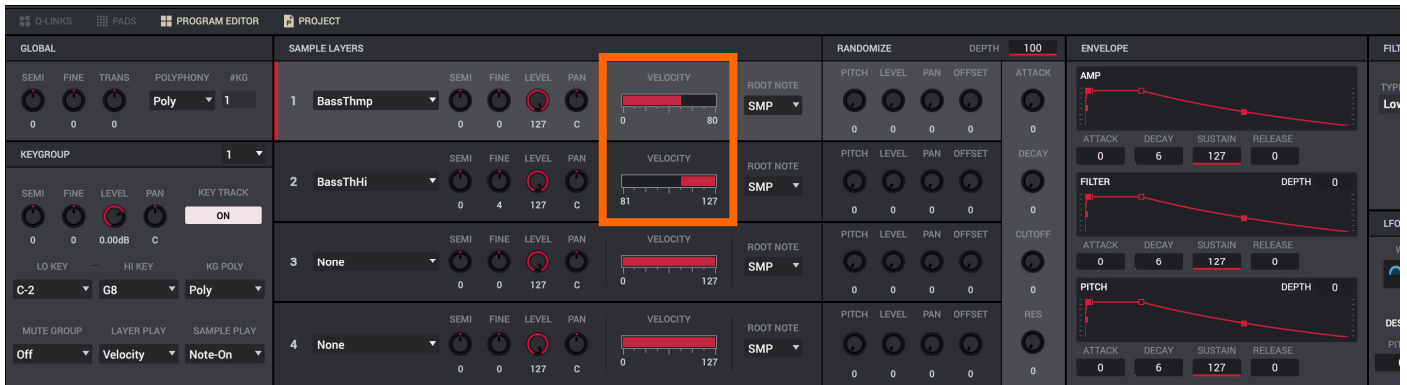 Q-LINKS PADS PROGRAM EDITOR PROJECT
GLOBAL
SEMI FINE TRANS POLYPHONY #KG
Poly 1
0 0 0
KEYGROUP 1
SEMI FINE LEVEL PAN KEY TRACK
ON
0 0 0.00dB C
LO KEY HI KEY KG POLY
C-2 G8 Poly
MUTE GROUP LAYER PLAY SAMPLE PLAY
Off Velocity Note-On
SAMPLE LAYERS
SEMI FINE LEVEL PAN VELOCITY ROOT NOTE
1 BassThmp SMP
0 0 127 C 0 80
SEMI FINE LEVEL PAN VELOCITY ROOT NOTE
2 BassThHi SMP
0 4 127 C 81 127
SEMI FINE LEVEL PAN VELOCITY ROOT NOTE
3 None SMP
0 0 127 C 0 127
SEMI FINE LEVEL PAN VELOCITY ROOT NOTE
4 None SMP
0 0 127 C 0 127
RANDOMIZE DEPTH 100
PITCH LEVEL PAN OFFSET ATTACK
0 0 0 0 0
PITCH LEVEL PAN OFFSET DECAY
0 0 0 0 0
PITCH LEVEL PAN OFFSET CUTOFF
0 0 0 0 0
PITCH LEVEL PAN OFFSET RES
0 0 0 0 0
ENVELOPE
AMP
ATTACK DECAY SUSTAIN RELEASE
0 6 127 0
FILTER DEPTH 0
ATTACK DECAY SUSTAIN RELEASE
0 6 127 0
PITCH DEPTH 0
ATTACK DECAY SUSTAIN RELEASE
0 6 127 0
FILT
TYP
Lov
LFO
DES
PIT